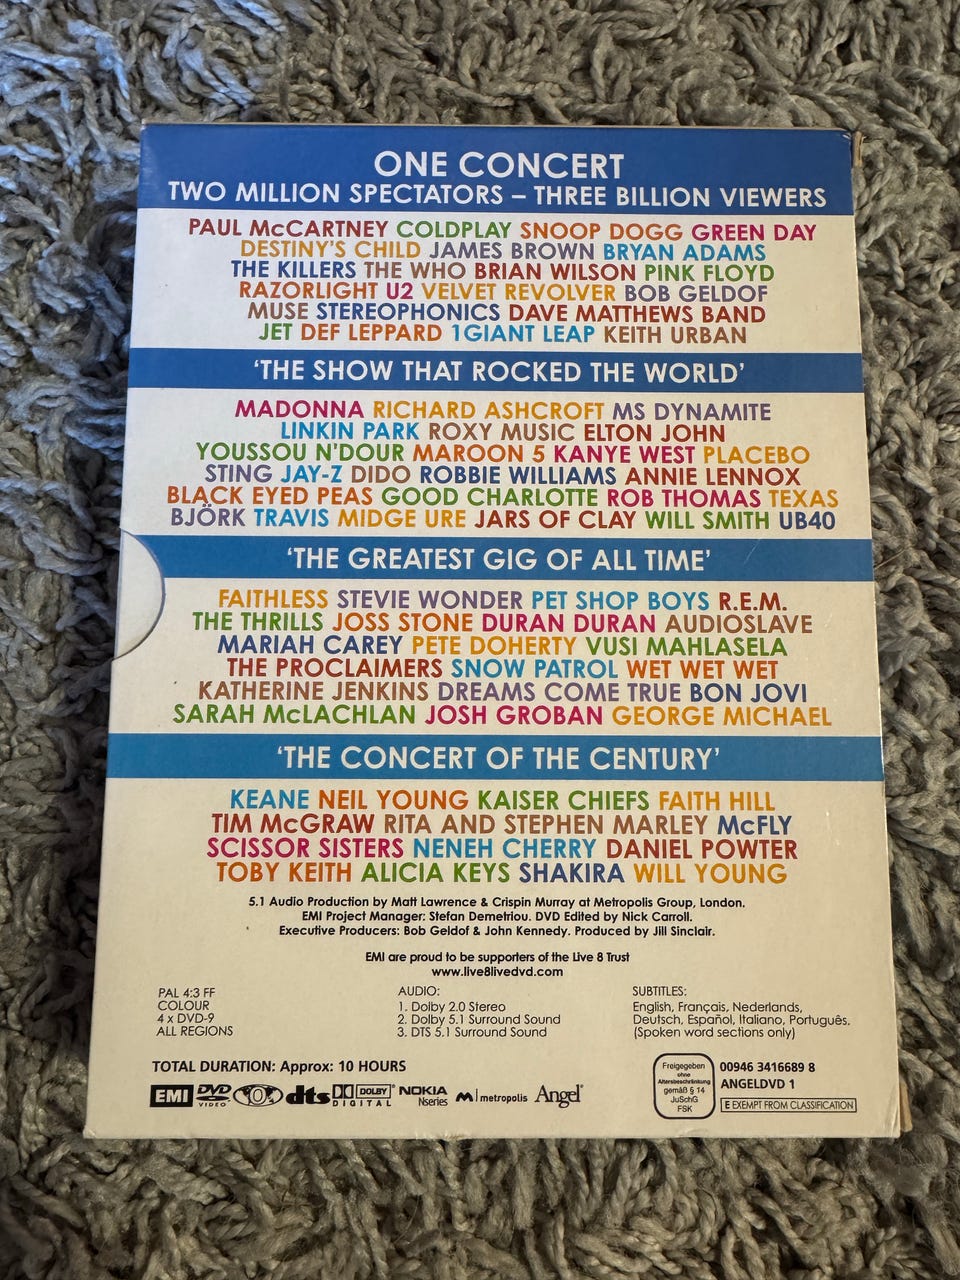 ONE CONCERT
TWO MILLION SPECTATORS – THREE BILLION VIEWERS
PAUL McCARTNEY COLDPLAY SNOOP DOGG GREEN DAY
DESTINY'S CHILD JAMES BROWN BRYAN ADAMS
THE KILLERS THE WHO BRIAN WILSON PINK FLOYD
RAZORLIGHT U2 VELVET REVOLVER BOB GELDOF
MUSE STEREOPHONICS DAVE MATTHEWS BAND
JET DEF LEPPARD 1GIANT LEAP KEITH URBAN
'THE SHOW THAT ROCKED THE WORLD'
MADONNA RICHARD ASHCROFT MS DYNAMITE
LINKIN PARK ROXY MUSIC ELTON JOHN
YOUSSOU N'DOUR MAROON 5 KANYE WEST PLACEBO
STING JAY-Z DIDO ROBBIE WILLIAMS ANNIE LENNOX
BLACK EYED PEAS GOOD CHARLOTTE ROB THOMAS TEXAS
BJÖRK TRAVIS MIDGE URE JARS OF CLAY WILL SMITH UB40
'THE GREATEST GIG OF ALL TIME'
FAITHLESS STEVIE WONDER PET SHOP BOYS R.E.M.
THE THRILLS JOSS STONE DURAN DURAN AUDIOSLAVE
MARIAH CAREY PETE DOHERTY VUSI MAHLASELA
THE PROCLAIMERS SNOW PATROL WET WET WET
KATHERINE JENKINS DREAMS COME TRUE BON JOVI
SARAH McLACHLAN JOSH GROBAN GEORGE MICHAEL
'THE CONCERT OF THE CENTURY'
KEANE NEIL YOUNG KAISER CHIEFS FAITH HILL
TIM McGRAW RITA AND STEPHEN MARLEY McFLY
SCISSOR SISTERS NENEH CHERRY DANIEL POWTER
TOBY KEITH ALICIA KEYS SHAKIRA WILL YOUNG
5.1 Audio Production by Matt Lawrence & Crispin Murray at Metropolis Group, London.
EMI Project Manager: Stefan Demetriou. DVD Edited by Nick Carroll.
Executive Producers: Bob Geldof & John Kennedy. Produced by Jill Sinclair.
EMI are proud to be supporters of the Live 8 Trust
www.live8livedvd.com
PAL 4:3 FF
COLOUR
4 x DVD-9
ALL REGIONS
AUDIO:
1. Dolby 2.0 Stereo
2. Dolby 5.1 Surround Sound
3. DTS 5.1 Surround Sound
SUBTITLES:
English, Français, Nederlands,
Deutsch, Español, Italiano, Português.
(Spoken word sections only)
TOTAL DURATION: Approx: 10 HOURS
EMI DVD VIDEO dts DOLBY DIGITAL NOKIA Nseries metropolis Angel
Freigegeben
ohne
Altersbeschränkung
gemäß § 14
JuSchG
FSK
00946 3416689 8
ANGELDVD 1
E EXEMPT FROM CLASSIFICATION